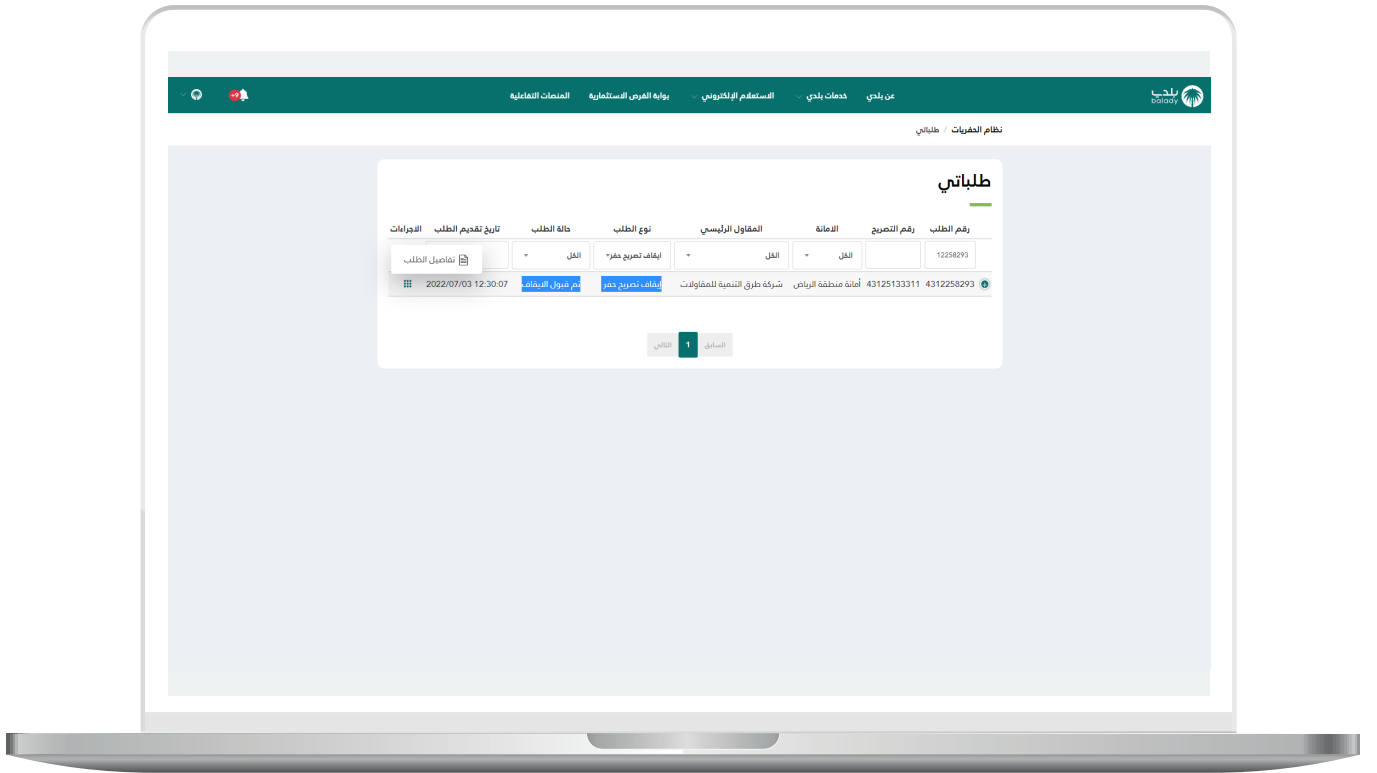 بلدي
balady
عن بلدي خدمات بلدي الاستعلام الإلكتروني بوابة الفرص الاستثمارية المنصات التفاعلية +9
نظام الحفريات / طلباتي
طلباتي
رقم الطلب رقم التصريح الامانة المقاول الرئيسي نوع الطلب حالة الطلب تاريخ تقديم الطلب الاجراءات
12258293 الكل الكل ايقاف تصريح حفر الكل
تفاصيل الطلب
4312258293 43125133311 أمانة منطقة الرياض شركة طرق التنمية للمقاولات إيقاف تصريح حفر تم قبول الايقاف 2022/07/03 12:30:07
السابق 1 التالي